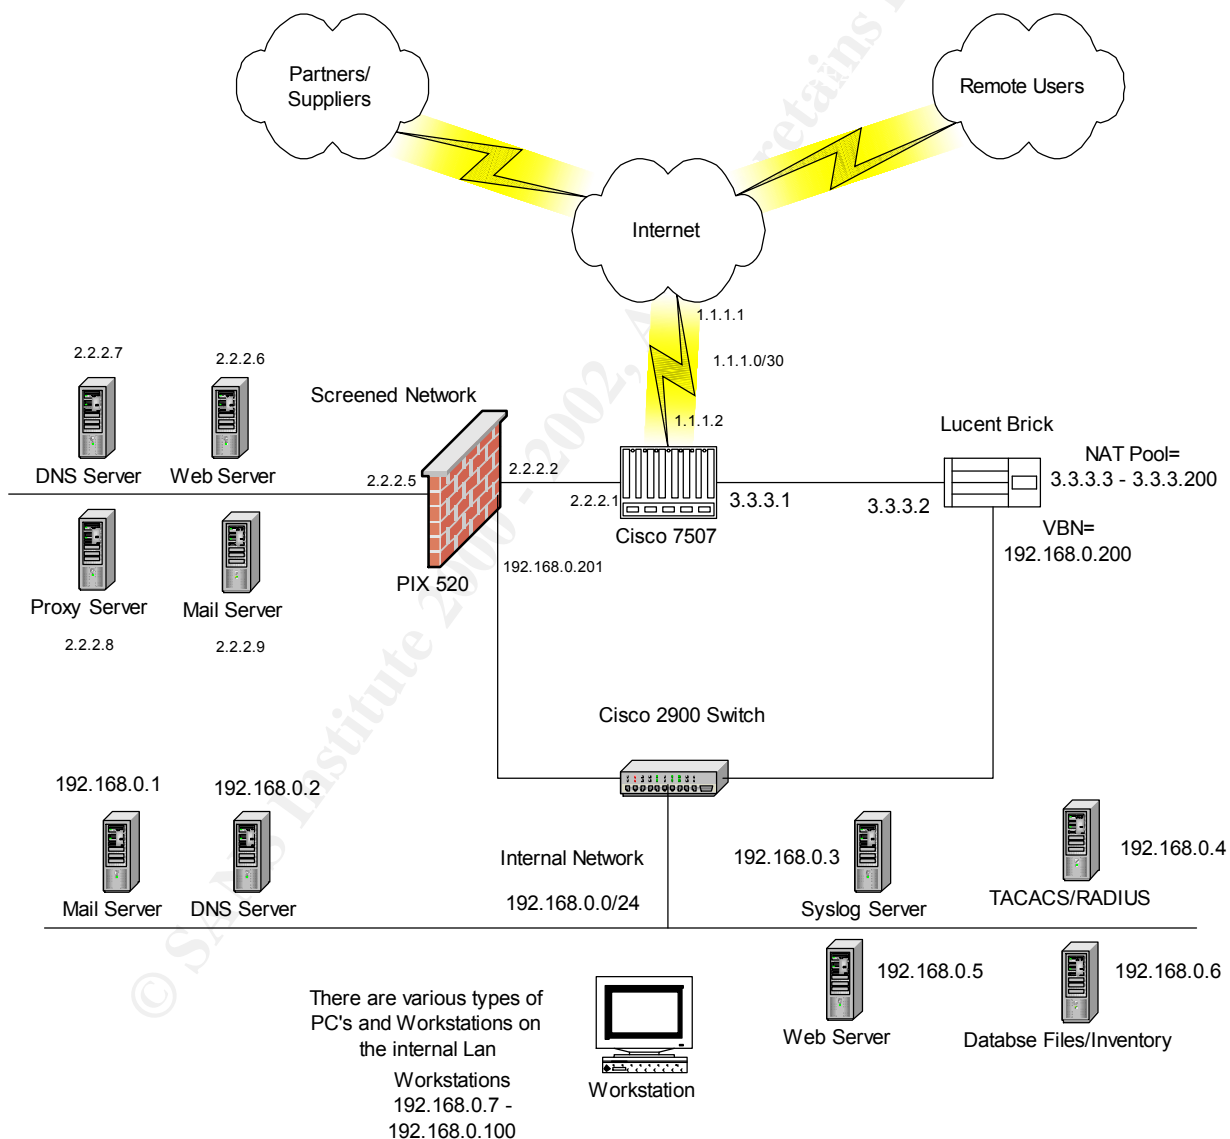 Partners/
Suppliers
Remote Users
Internet
1.1.1.1
1.1.1.0/30
1.1.1.2
2.2.2.7
2.2.2.6
Screened Network
DNS Server
Web Server
2.2.2.5
2.2.2.2
2.2.2.1
Cisco 7507
3.3.3.1
3.3.3.2
Lucent Brick
NAT Pool=
3.3.3.3 - 3.3.3.200
VBN=
192.168.0.200
Proxy Server
2.2.2.8
Mail Server
2.2.2.9
PIX 520
192.168.0.201
Cisco 2900 Switch
192.168.0.1
192.168.0.2
Mail Server
DNS Server
Internal Network
192.168.0.0/24
192.168.0.3
Syslog Server
192.168.0.4
TACACS/RADIUS
192.168.0.5
Web Server
192.168.0.6
Databse Files/Inventory
There are various types of
PC's and Workstations on
the internal Lan
Workstations
192.168.0.7 -
192.168.0.100
Workstation
© SANS Institute 2000 - 2002, A retains